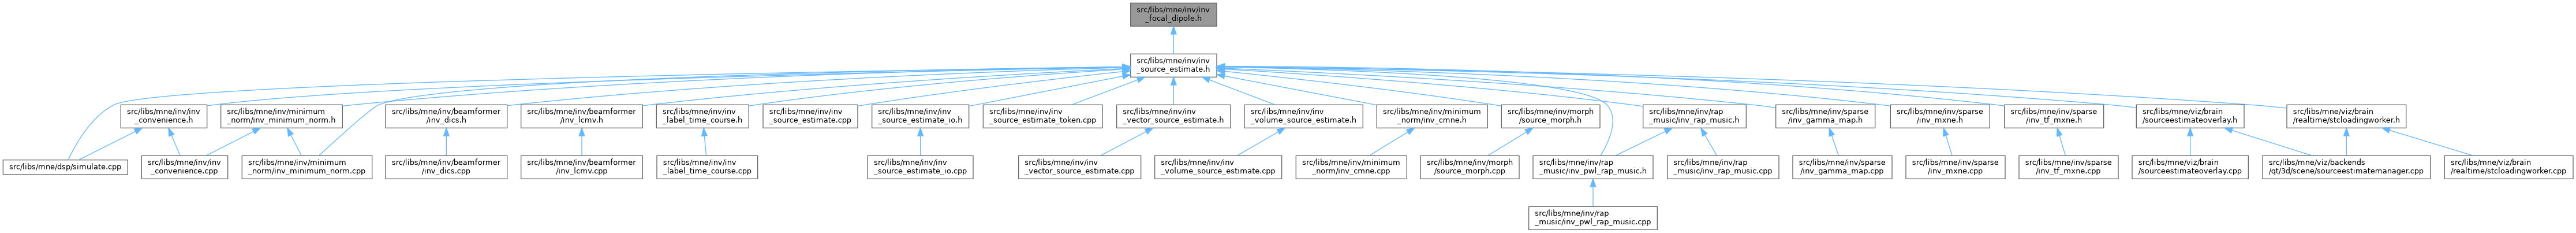 src/libs/mne/inv/inv
_focal_dipole.h
src/libs/mne/inv/inv
_source_estimate.h
src/libs/mne/inv/inv
_convenience.h
src/libs/mne/inv/minimum
_norm/inv_minimum_norm.h
src/libs/mne/inv/beamformer
/inv_dics.h
src/libs/mne/inv/beamformer
/inv_lcmv.h
src/libs/mne/inv/inv
_label_time_course.h
src/libs/mne/inv/inv
_source_estimate.cpp
src/libs/mne/inv/inv
_source_estimate_io.h
src/libs/mne/inv/inv
_source_estimate_token.cpp
src/libs/mne/inv/inv
_vector_source_estimate.h
src/libs/mne/inv/inv
_volume_source_estimate.h
src/libs/mne/inv/minimum
_norm/inv_cmne.h
src/libs/mne/inv/morph
/source_morph.h
src/libs/mne/inv/rap
_music/inv_rap_music.h
src/libs/mne/inv/sparse
/inv_gamma_map.h
src/libs/mne/inv/sparse
/inv_mxne.h
src/libs/mne/inv/sparse
/inv_tf_mxne.h
src/libs/mne/viz/brain
/sourceestimateoverlay.h
src/libs/mne/viz/brain
/realtime/stcloadingworker.h
src/libs/mne/dsp/simulate.cpp
src/libs/mne/inv/inv
_convenience.cpp
src/libs/mne/inv/minimum
_norm/inv_minimum_norm.cpp
src/libs/mne/inv/beamformer
/inv_dics.cpp
src/libs/mne/inv/beamformer
/inv_lcmv.cpp
src/libs/mne/inv/inv
_label_time_course.cpp
src/libs/mne/inv/inv
_source_estimate_io.cpp
src/libs/mne/inv/inv
_vector_source_estimate.cpp
src/libs/mne/inv/inv
_volume_source_estimate.cpp
src/libs/mne/inv/minimum
_norm/inv_cmne.cpp
src/libs/mne/inv/morph
/source_morph.cpp
src/libs/mne/inv/rap
_music/inv_pwl_rap_music.h
src/libs/mne/inv/rap
_music/inv_rap_music.cpp
src/libs/mne/inv/sparse
/inv_gamma_map.cpp
src/libs/mne/inv/sparse
/inv_mxne.cpp
src/libs/mne/inv/sparse
/inv_tf_mxne.cpp
src/libs/mne/viz/brain
/sourceestimateoverlay.cpp
src/libs/mne/viz/backends
/qt/3d/scene/sourceestimatemanager.cpp
src/libs/mne/viz/brain
/realtime/stcloadingworker.cpp
src/libs/mne/inv/rap
_music/inv_pwl_rap_music.cpp